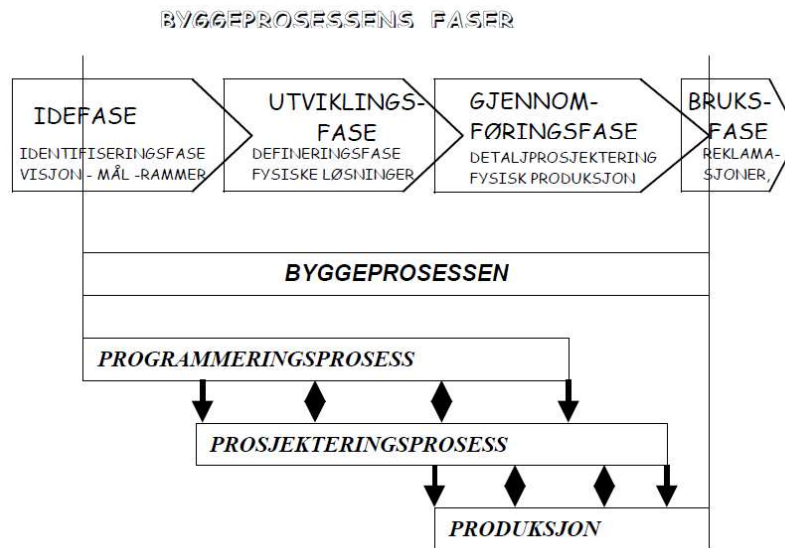 BYGGEPROSESSENS FASER
IDEFASE
IDENTIFISERINGSFASE
VISJON - MÅL -RAMMER
UTVIKLINGS-
FASE
DEFINERINGSFASE
FYSISKE LØSNINGER
GJENNOM-
FØRINGSFASE
DETALJPROSJEKTERING
FYSISK PRODUKSJON
BRUKS-
FASE
REKLAMA-
SJONER,
BYGGEPROSESSEN
PROGRAMMERINGSPROSESS
PROSJEKTERINGSPROSESS
PRODUKSJON